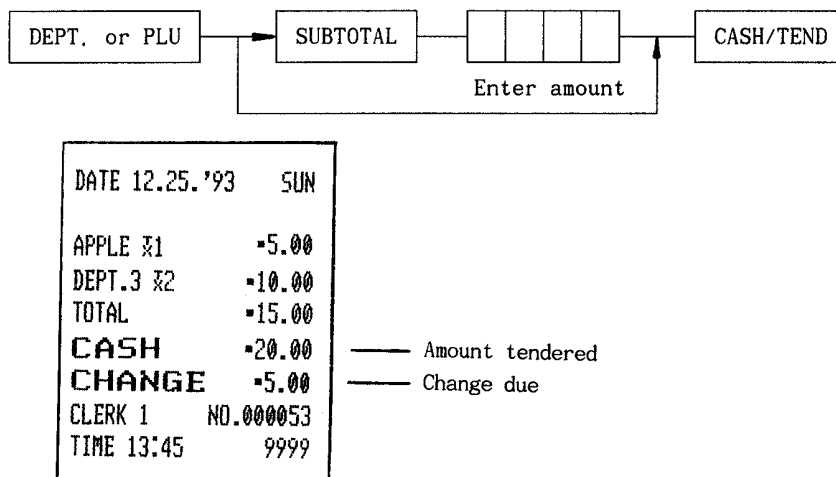 DEPT. or PLU SUBTOTAL CASH/TEND
Enter amount
DATE 12.25.'93 SUN
APPLE TX1 •5.00
DEPT.3 TX2 •10.00
TOTAL •15.00
CASH •20.00 Amount tendered
CHANGE •5.00 Change due
CLERK 1 NO.000053
TIME 13:45 9999